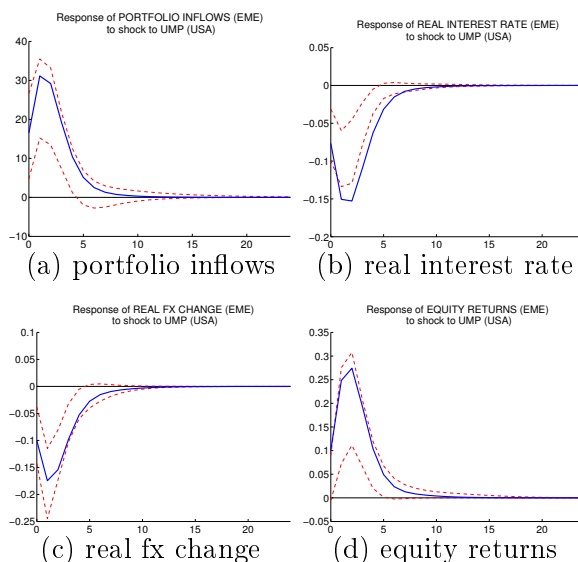 Response of PORTFOLIO INFLOWS (EME)
to shock to UMP (USA)
40
30
20
10
0
−10
0 5 10 15 20
(a) portfolio inflows
Response of REAL INTEREST RATE (EME)
to shock to UMP (USA)
0.05
0
−0.05
−0.1
−0.15
−0.2
0 5 10 15 20
(b) real interest rate
Response of REAL FX CHANGE (EME)
to shock to UMP (USA)
0.1
0.05
0
−0.05
−0.1
−0.15
−0.2
−0.25
0 5 10 15 20
(c) real fx change
Response of EQUITY RETURNS (EME)
to shock to UMP (USA)
0.35
0.3
0.25
0.2
0.15
0.1
0.05
0
−0.05
0 5 10 15 20
(d) equity returns